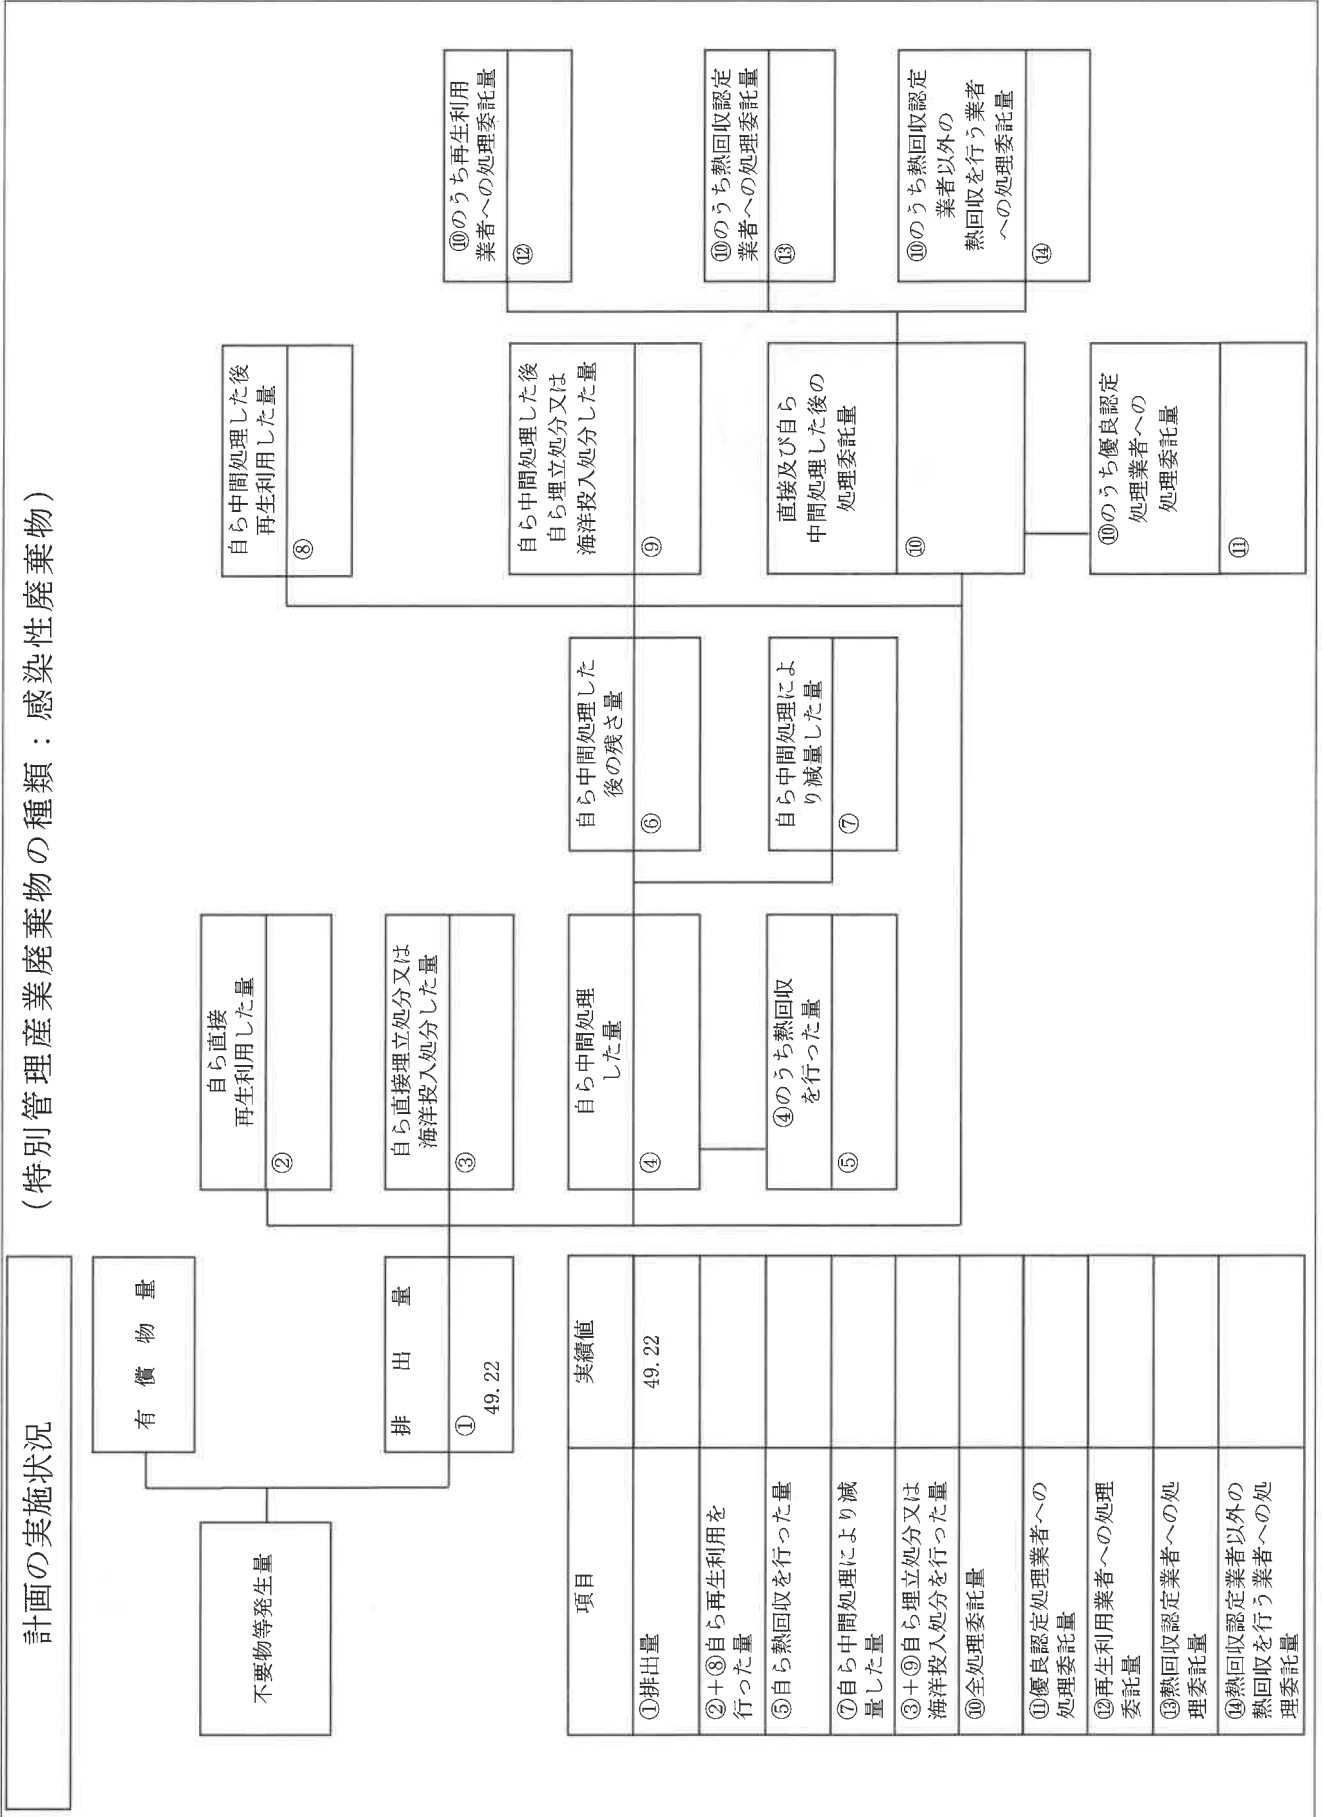 計画の実施状況
(特別管理産業廃棄物の種類：感染性廃棄物)
不要物等発生量
有償物量
排出量
①
49.22
自ら直接
再生利用した量
②
自ら直接埋立処分又は
海洋投入処分した量
③
自ら中間処理
した量
④
④のうち熱回収
を行った量
⑤
自ら中間処理した
後の残さ量
⑥
自ら中間処理によ
り減量した量
⑦
自ら中間処理した後
再生利用した量
⑧
自ら中間処理した後
自ら埋立処分又は
海洋投入処分した量
⑨
直接及び自ら
中間処理した後の
処理委託量
⑩
⑩のうち優良認定
処理業者への
処理委託量
⑪
⑩のうち再生利用
業者への処理委託量
⑫
⑩のうち熱回収認定
業者への処理委託量
⑬
⑩のうち熱回収認定
業者以外の
熱回収を行う業者
への処理委託量
⑭
項目 実績値
①排出量 49.22
②+⑧自ら再生利用を
行った量
⑤自ら熱回収を行った量
⑦自ら中間処理により減
量した量
③+⑨自ら埋立処分又は
海洋投入処分を行った量
⑩全処理委託量
⑪優良認定処理業者への
処理委託量
⑫再生利用業者への処理
委託量
⑬熱回収認定業者への処
理委託量
⑭熱回収認定業者以外の
熱回収を行う業者への処
理委託量